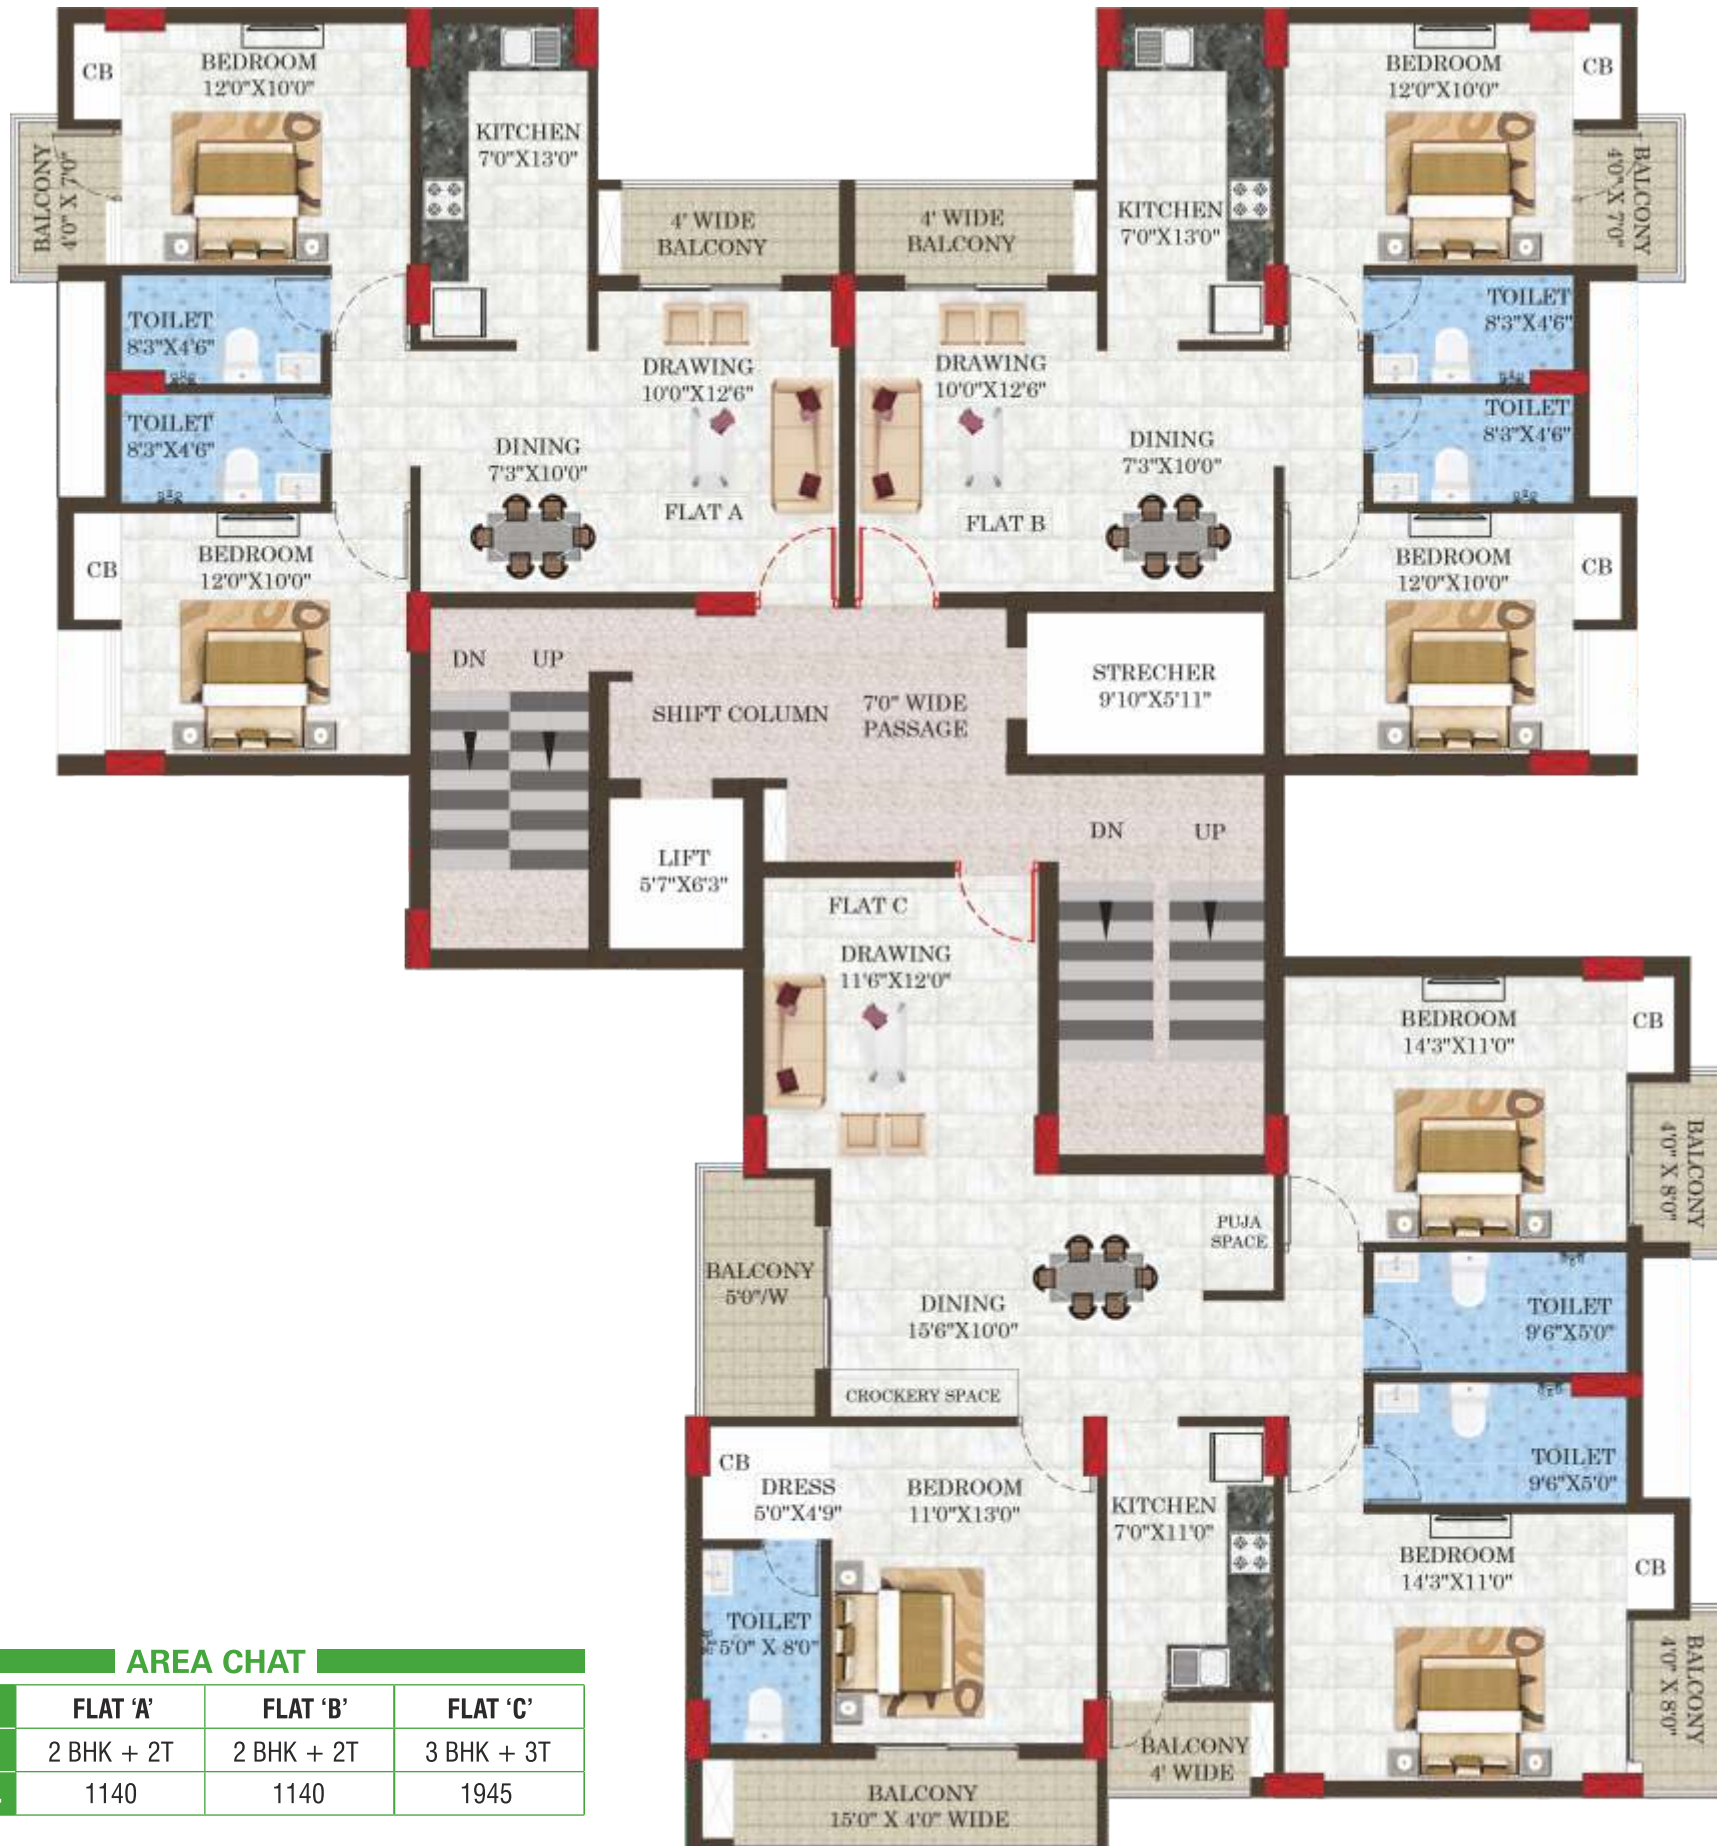 CB
BEDROOM
12'0"X10'0"
KITCHEN
7'0"X13'0"
BALCONY
4'0" X 7'0"
4' WIDE
BALCONY
4' WIDE
BALCONY
KITCHEN
7'0"X13'0"
BEDROOM
12'0"X10'0"
CB
BALCONY
4'0" X 7'0"
TOILET
8'3"X4'6"
TOILET
8'3"X4'6"
DRAWING
10'0"X12'6"
DINING
7'3"X10'0"
FLAT A
DRAWING
10'0"X12'6"
DINING
7'3"X10'0"
FLAT B
TOILET
8'3"X4'6"
TOILET
8'3"X4'6"
CB
BEDROOM
12'0"X10'0"
BEDROOM
12'0"X10'0"
CB
DN
UP
SHIFT COLUMN
7'0" WIDE
PASSAGE
STRECHER
9'10"X5'11"
LIFT
5'7"X6'3"
DN
UP
FLAT C
DRAWING
11'6"X12'0"
BEDROOM
14'3"X11'0"
CB
BALCONY
4'0" X 8'0"
PUJA
SPACE
BALCONY
5'0"/W
DINING
15'6"X10'0"
TOILET
9'6"X5'0"
CROCKERY SPACE
TOILET
9'6"X5'0"
CB
DRESS
5'0"X4'9"
BEDROOM
11'0"X13'0"
KITCHEN
7'0"X11'0"
BEDROOM
14'3"X11'0"
CB
TOILET
5'0" X 8'0"
BALCONY
4'0" X 8'0"
BALCONY
4' WIDE
BALCONY
15'0" X 4'0" WIDE
AREA CHAT
FLAT ‘A’ FLAT ‘B’ FLAT ‘C’
2 BHK + 2T 2 BHK + 2T 3 BHK + 3T
1140 1140 1945